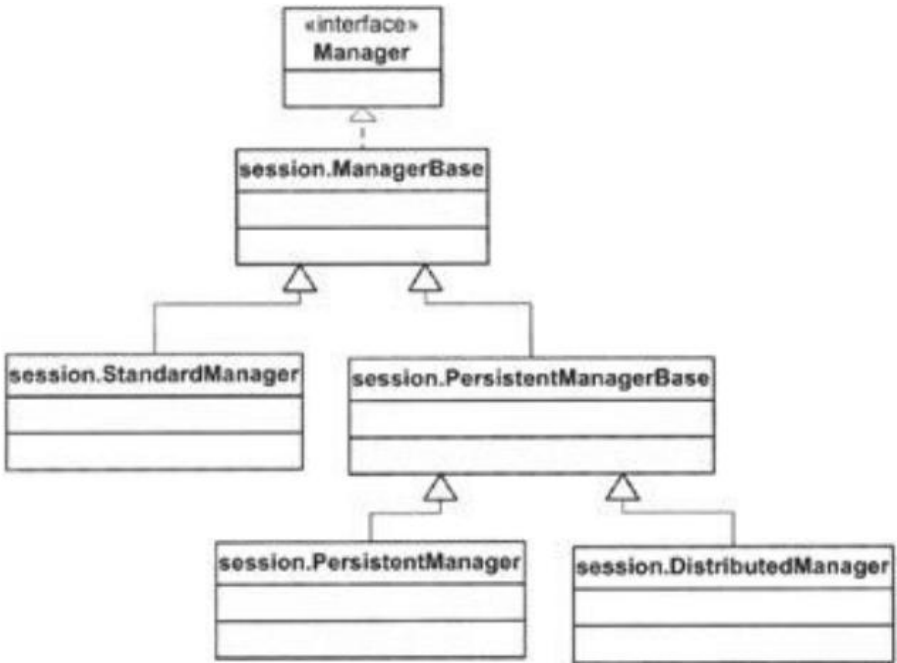 «interface»
Manager
session.ManagerBase
session.StandardManager
session.PersistentManagerBase
session.PersistentManager
session.DistributedManager